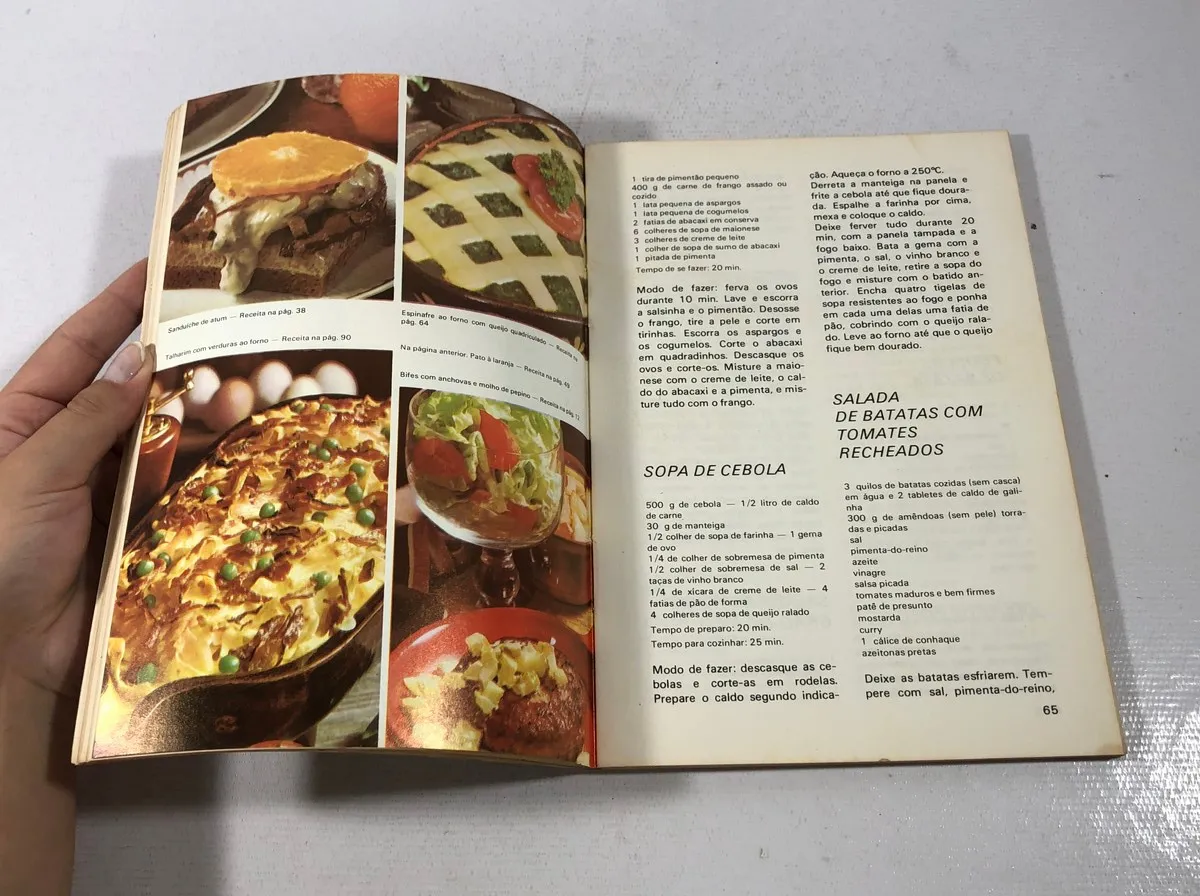 Sanduíche de atum — Receita na pág. 38
Talharim com verduras ao forno — Receita na pág. 90
Espinafre ao forno com queijo quadriculado — Receita na
pág. 64
Na página anterior. Pato à laranja — Receita na pág. 49
Bifes com anchovas e molho de pepino — Receita na pág.
1 tira de pimentão pequeno
400 g de carne de frango assado ou
cozido
1 lata pequena de aspargos
1 lata pequena de cogumelos
2 fatias de abacaxi em conserva
6 colheres de sopa de maionese
3 colheres de creme de leite
1 colher de sopa de sumo de abacaxi
1 pitada de pimenta
Tempo de se fazer: 20 min.
Modo de fazer: ferva os ovos
durante 10 min. Lave e escorra
a salsinha e o pimentão. Desosse
o frango, tire a pele e corte em
tirinhas. Escorra os aspargos e
os cogumelos. Corte o abacaxi
em quadradinhos. Descasque os
ovos e corte-os. Misture a maio-
nese com o creme de leite, o cal-
do do abacaxi e a pimenta, e mis-
ture tudo com o frango.
SOPA DE CEBOLA
500 g de cebola — 1/2 litro de caldo
de carne
30 g de manteiga
1/2 colher de sopa de farinha — 1 gema
de ovo
1/4 de colher de sobremesa de pimenta
1/2 colher de sobremesa de sal — 2
taças de vinho branco
1/4 de xícara de creme de leite — 4
fatias de pão de forma
4 colheres de sopa de queijo ralado
Tempo de preparo: 20 min.
Tempo para cozinhar: 25 min.
Modo de fazer: descasque as ce-
bolas e corte-as em rodelas.
Prepare o caldo segundo indica-
ção. Aqueça o forno a 250ºC.
Derreta a manteiga na panela e
frite a cebola até que fique doura-
da. Espalhe a farinha por cima,
mexa e coloque o caldo.
Deixe ferver tudo durante 20
min, com a panela tampada e a
fogo baixo. Bata a gema com a
pimenta, o sal, o vinho branco e
o creme de leite, retire a sopa do
fogo e misture com o batido an-
terior. Encha quatro tigelas de
sopa resistentes ao fogo e ponha
em cada uma delas uma fatia de
pão, cobrindo com o queijo rala-
do. Leve ao forno até que o queijo
fique bem dourado.
SALADA
DE BATATAS COM
TOMATES
RECHEADOS
3 quilos de batatas cozidas (sem casca)
em água e 2 tabletes de caldo de gali-
nha
300 g de amêndoas (sem pele) torra-
das e picadas
sal
pimenta-do-reino
azeite
vinagre
salsa picada
tomates maduros e bem firmes
patê de presunto
mostarda
curry
1 cálice de conhaque
azeitonas pretas
Deixe as batatas esfriarem. Tem-
pere com sal, pimenta-do-reino,
65